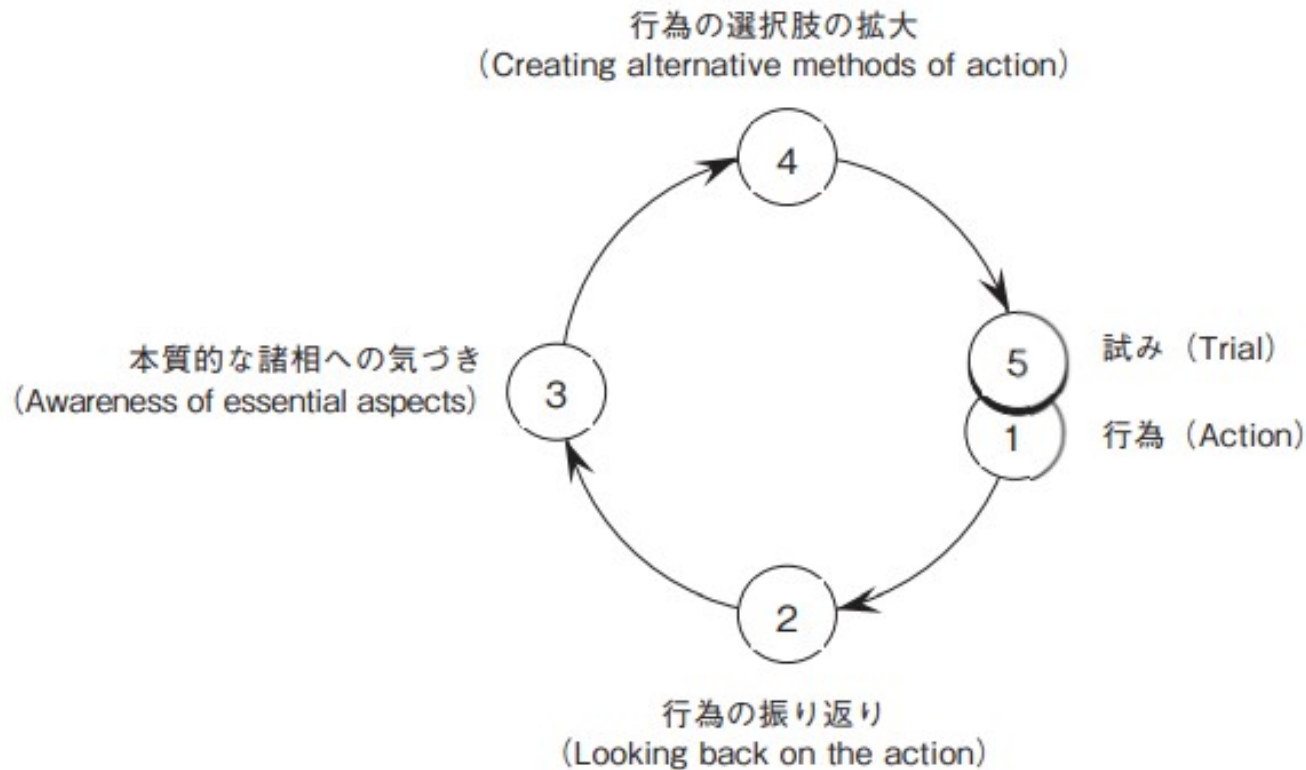 行為の選択肢の拡大
（Creating alternative methods of action）
4
5
試み（Trial）
本質的な諸相への気づき
（Awareness of essential aspects）
3
1
行為（Action）
2
行為の振り返り
（Looking back on the action）